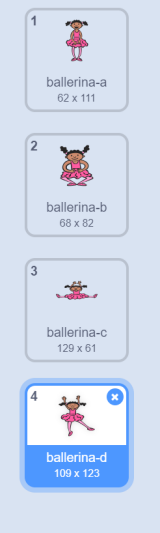 1
ballerina-a
62 x 111
2
ballerina-b
68 x 82
3
ballerina-c
129 x 61
4
ballerina-d
109 x 123